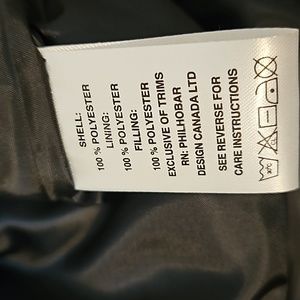 SHELL:
100 % POLYESTER
LINING:
100 % POLYESTER
FILLING:
100 % POLYESTER
EXCLUSIVE OF TRIMS
RN: PHILHOBAR
DESIGN CANADA LTD
SEE REVERSE FOR
CARE INSTRUCTIONS
30°C